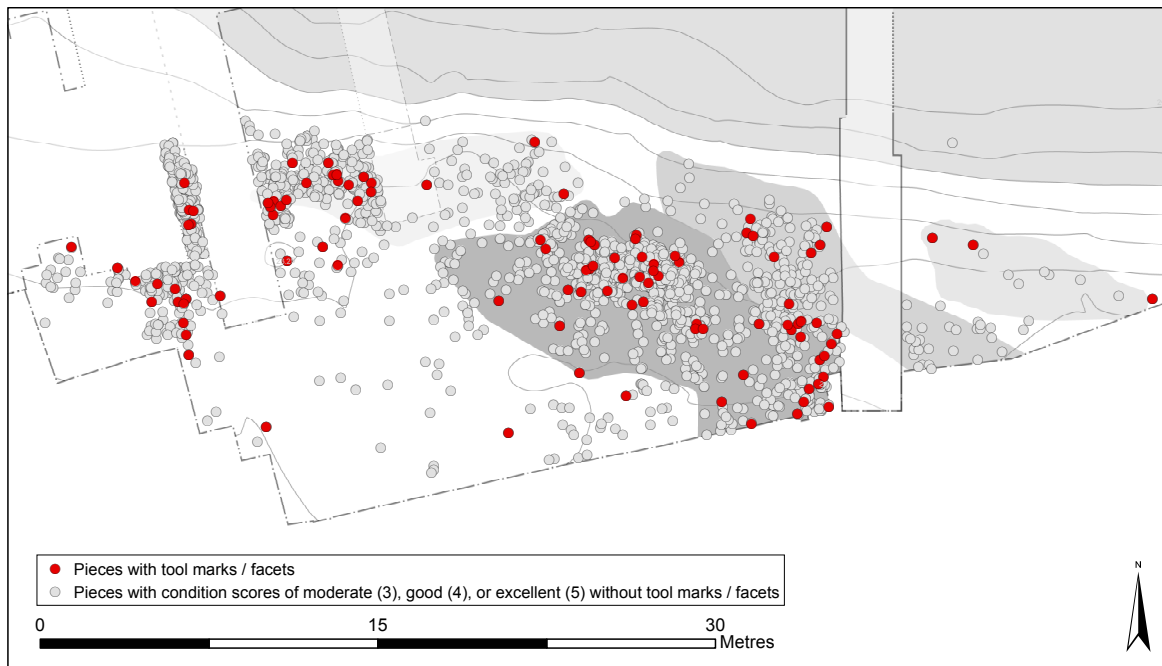 Pieces with tool marks / facets
Pieces with condition scores of moderate (3), good (4), or excellent (5) without tool marks / facets
0 15 30
Metres
N